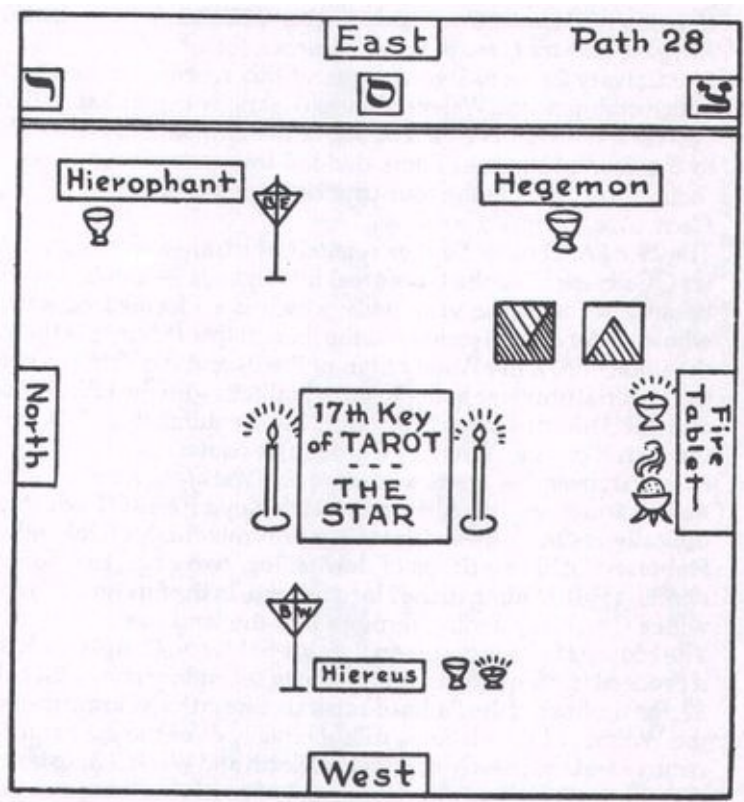 East
Path 28
ס
Hierophant
B E
Hegemon
North
17th Key
of TAROT
THE
STAR
Fire
Tablet
B W
Hiereus
West